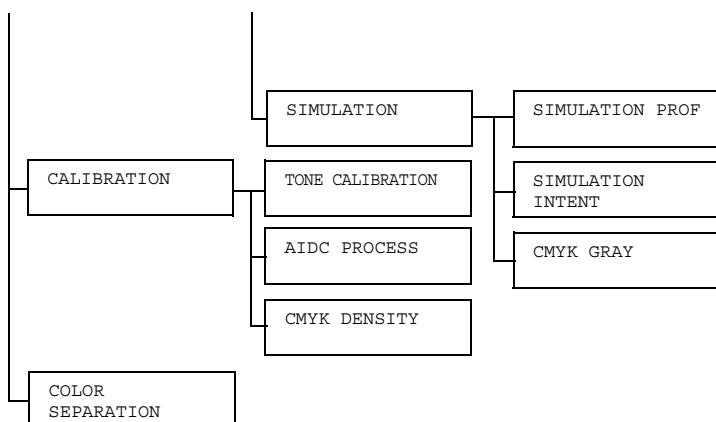 SIMULATION
SIMULATION PROF
CALIBRATION
TONE CALIBRATION
SIMULATION
INTENT
AIDC PROCESS
CMYK GRAY
CMYK DENSITY
COLOR
SEPARATION